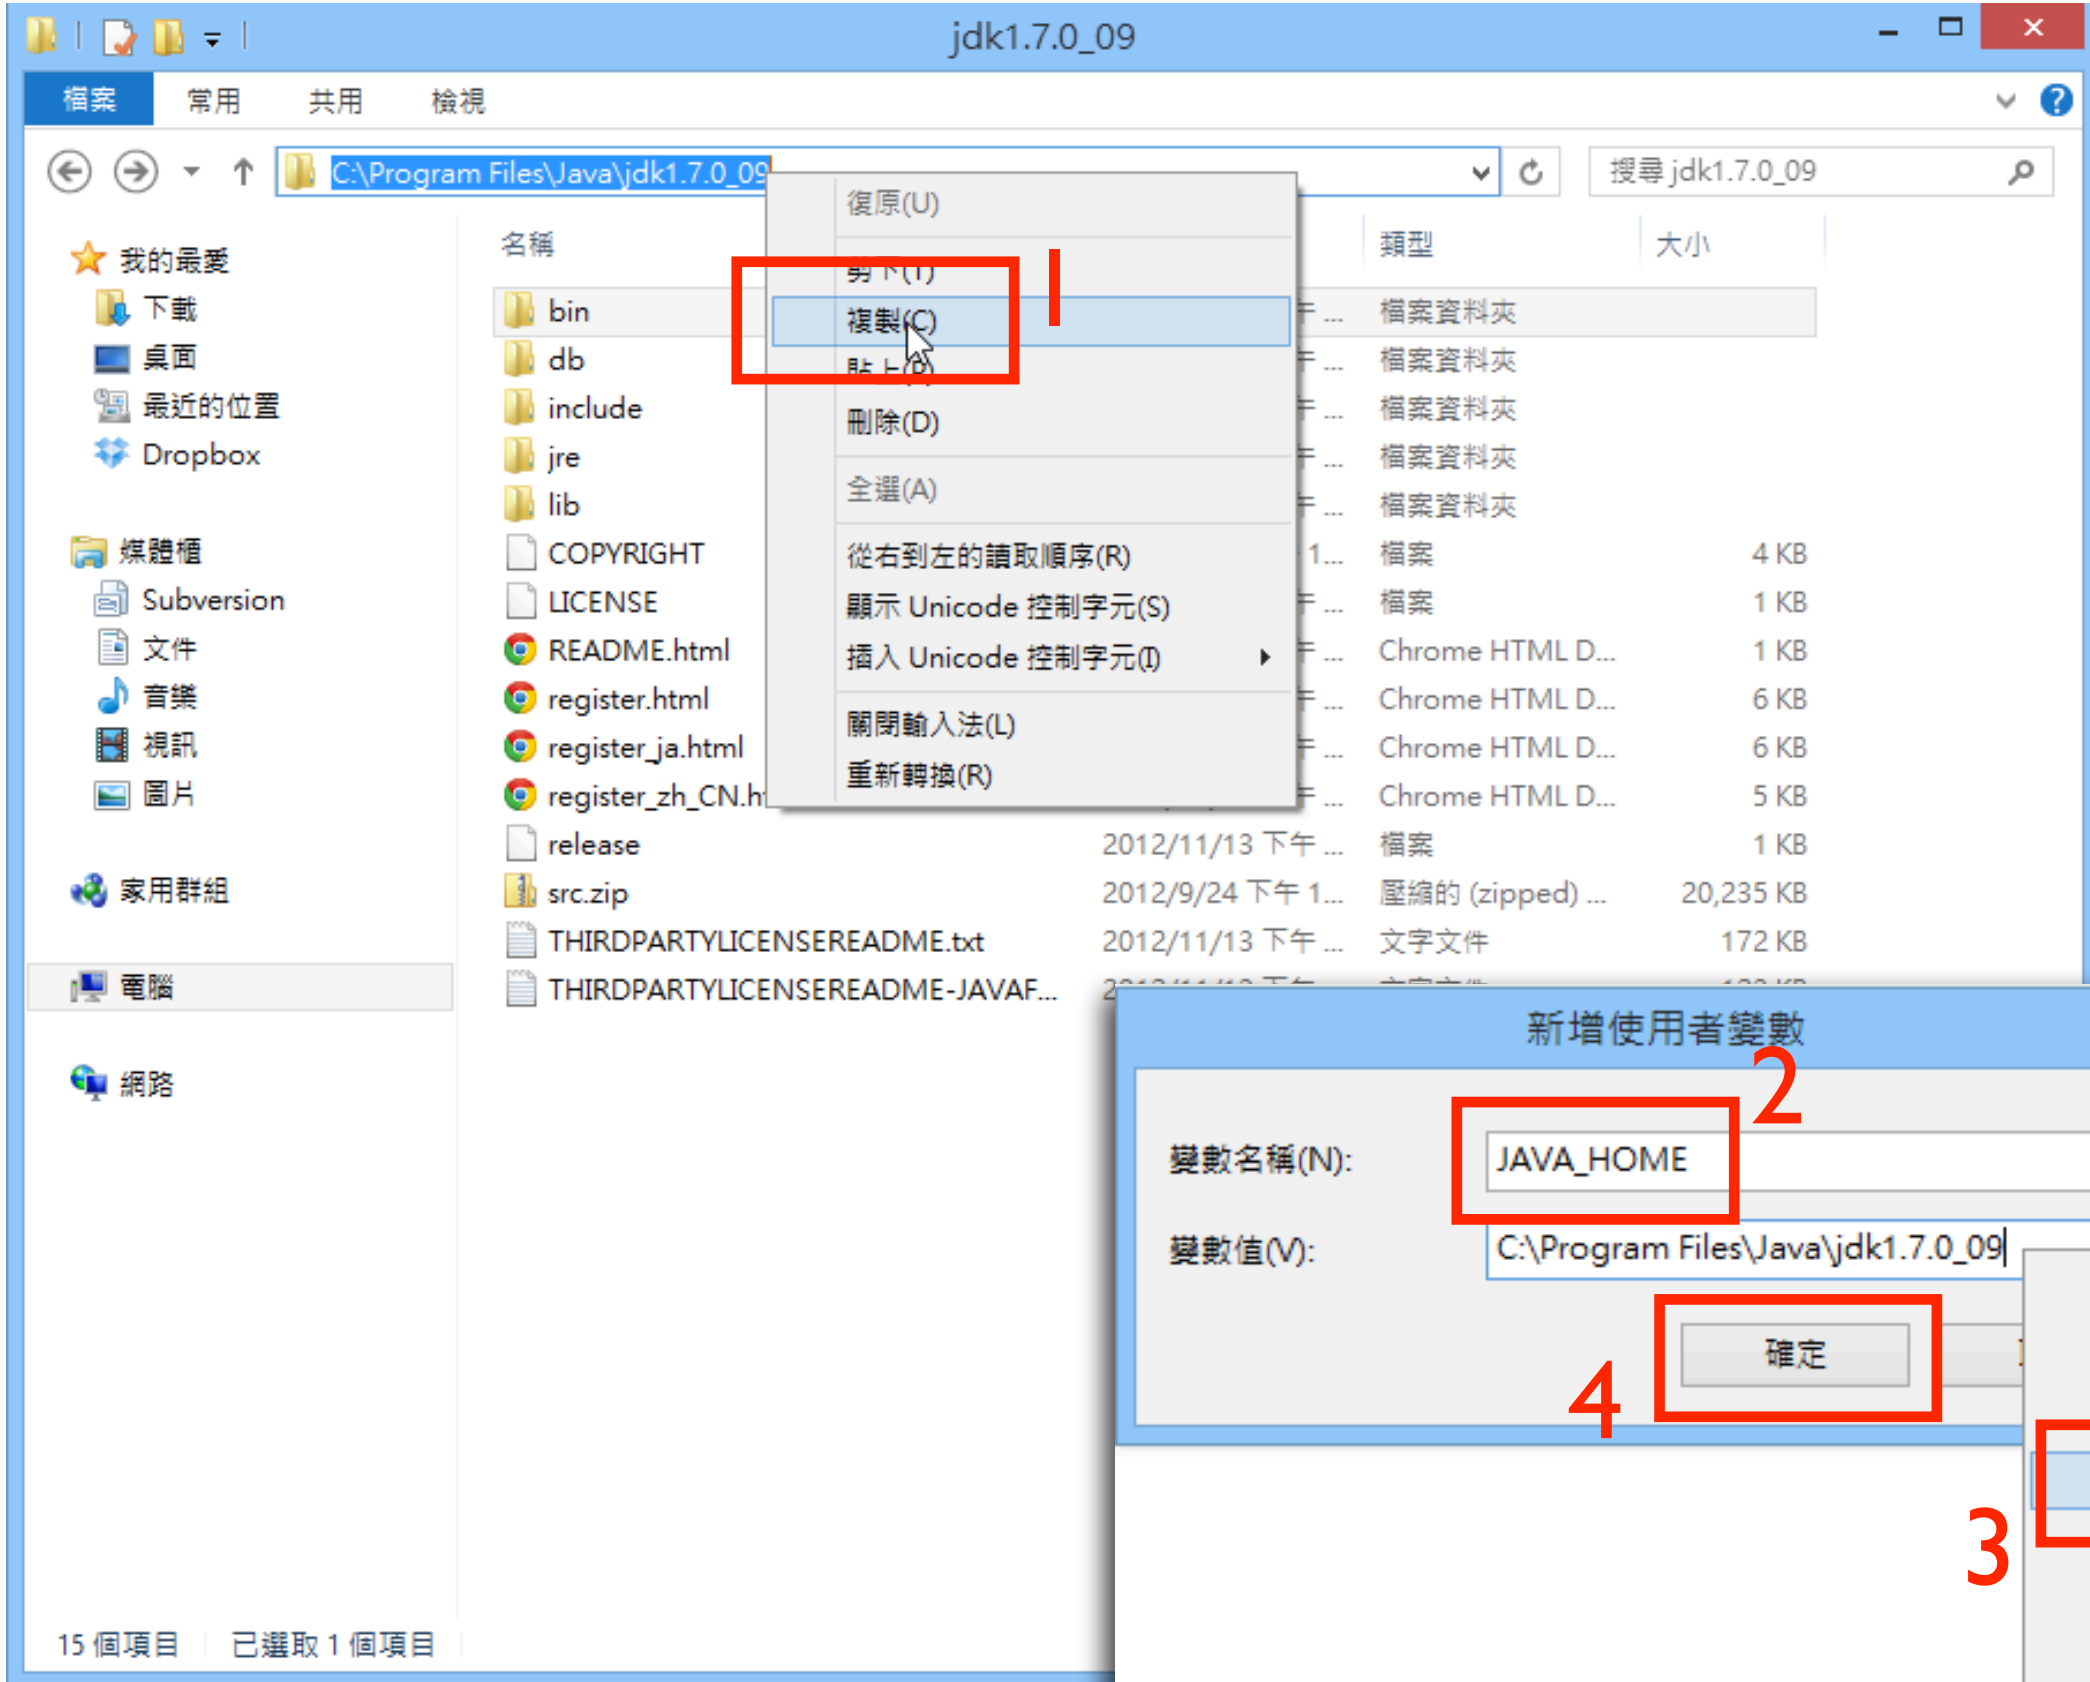 jdk1.7.0_09
檔案 常用 共用 檢視
C:\Program Files\Java\jdk1.7.0_09
搜尋 jdk1.7.0_09
我的最愛
下載
桌面
最近的位置
Dropbox
媒體櫃
Subversion
文件
音樂
視訊
圖片
家用群組
電腦
網路
名稱 類型 大小
bin 檔案資料夾
db 檔案資料夾
include 檔案資料夾
jre 檔案資料夾
lib 檔案資料夾
COPYRIGHT 1... 檔案 4 KB
LICENSE 檔案 1 KB
README.html Chrome HTML D... 1 KB
register.html Chrome HTML D... 6 KB
register_ja.html Chrome HTML D... 6 KB
register_zh_CN.h Chrome HTML D... 5 KB
release 2012/11/13 下午 ... 檔案 1 KB
src.zip 2012/9/24 下午 1... 壓縮的 (zipped) ... 20,235 KB
THIRDPARTYLICENSEREADME.txt 2012/11/13 下午 ... 文字文件 172 KB
THIRDPARTYLICENSEREADME-JAVAF...
復原(U)
剪下(T)
複製(C)
貼上(P)
刪除(D)
全選(A)
從右到左的讀取順序(R)
顯示 Unicode 控制字元(S)
插入 Unicode 控制字元(I)
關閉輸入法(L)
重新轉換(R)
1
新增使用者變數
2
變數名稱(N): JAVA_HOME
變數值(V): C:\Program Files\Java\jdk1.7.0_09
確定
4
3
15 個項目 已選取 1 個項目